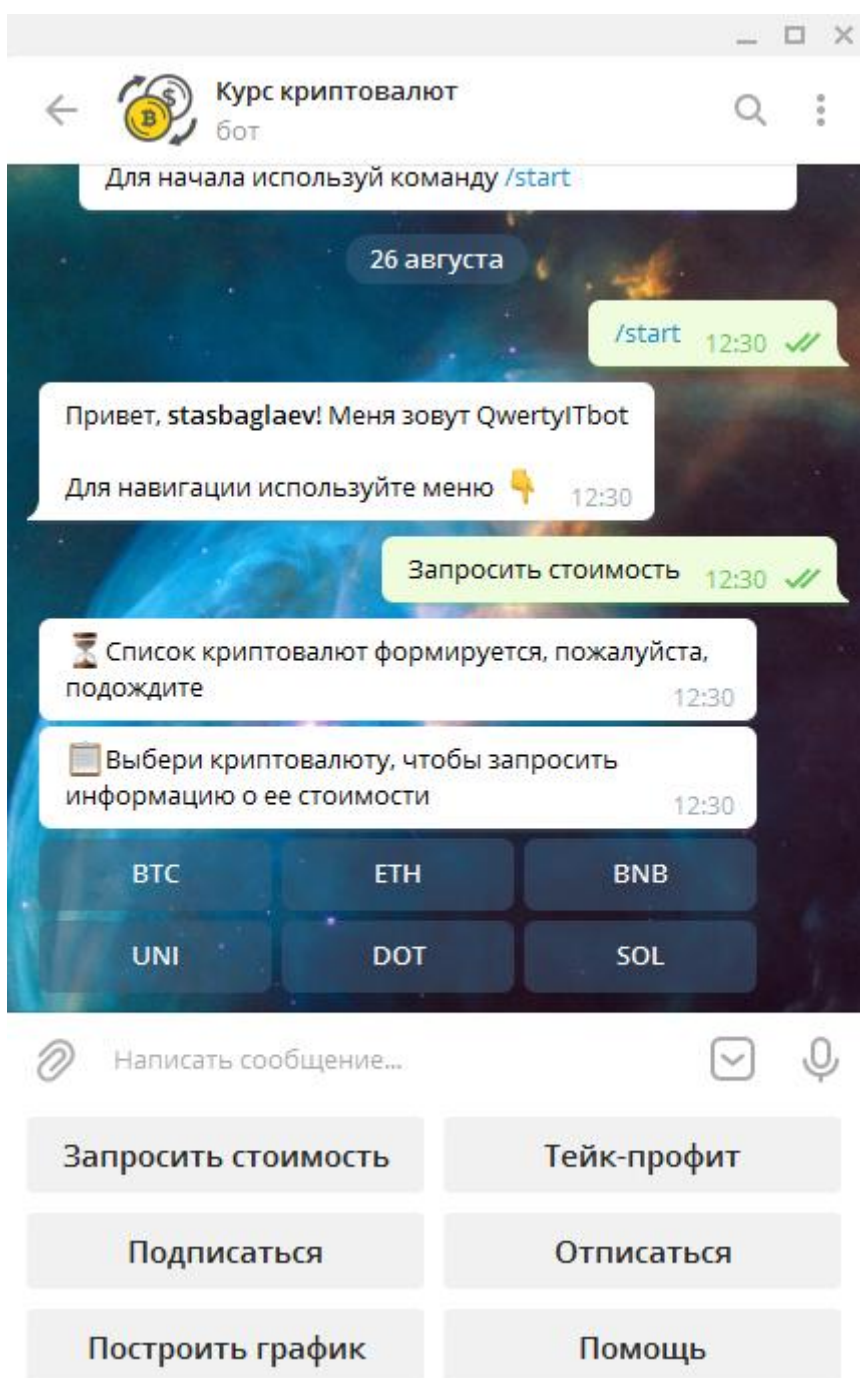 Курс криптовалют
бот
Для начала используй команду /start
26 августа
/start 12:30
Привет, stasbaglaev! Меня зовут QwertyITbot
Для навигации используйте меню 👇 12:30
Запросить стоимость 12:30
⏳Список криптовалют формируется, пожалуйста,
подождите 12:30
📋Выбери криптовалюту, чтобы запросить
информацию о ее стоимости 12:30
BTC ETH BNB
UNI DOT SOL
Написать сообщение...
Запросить стоимость Тейк-профит
Подписаться Отписаться
Построить график Помощь